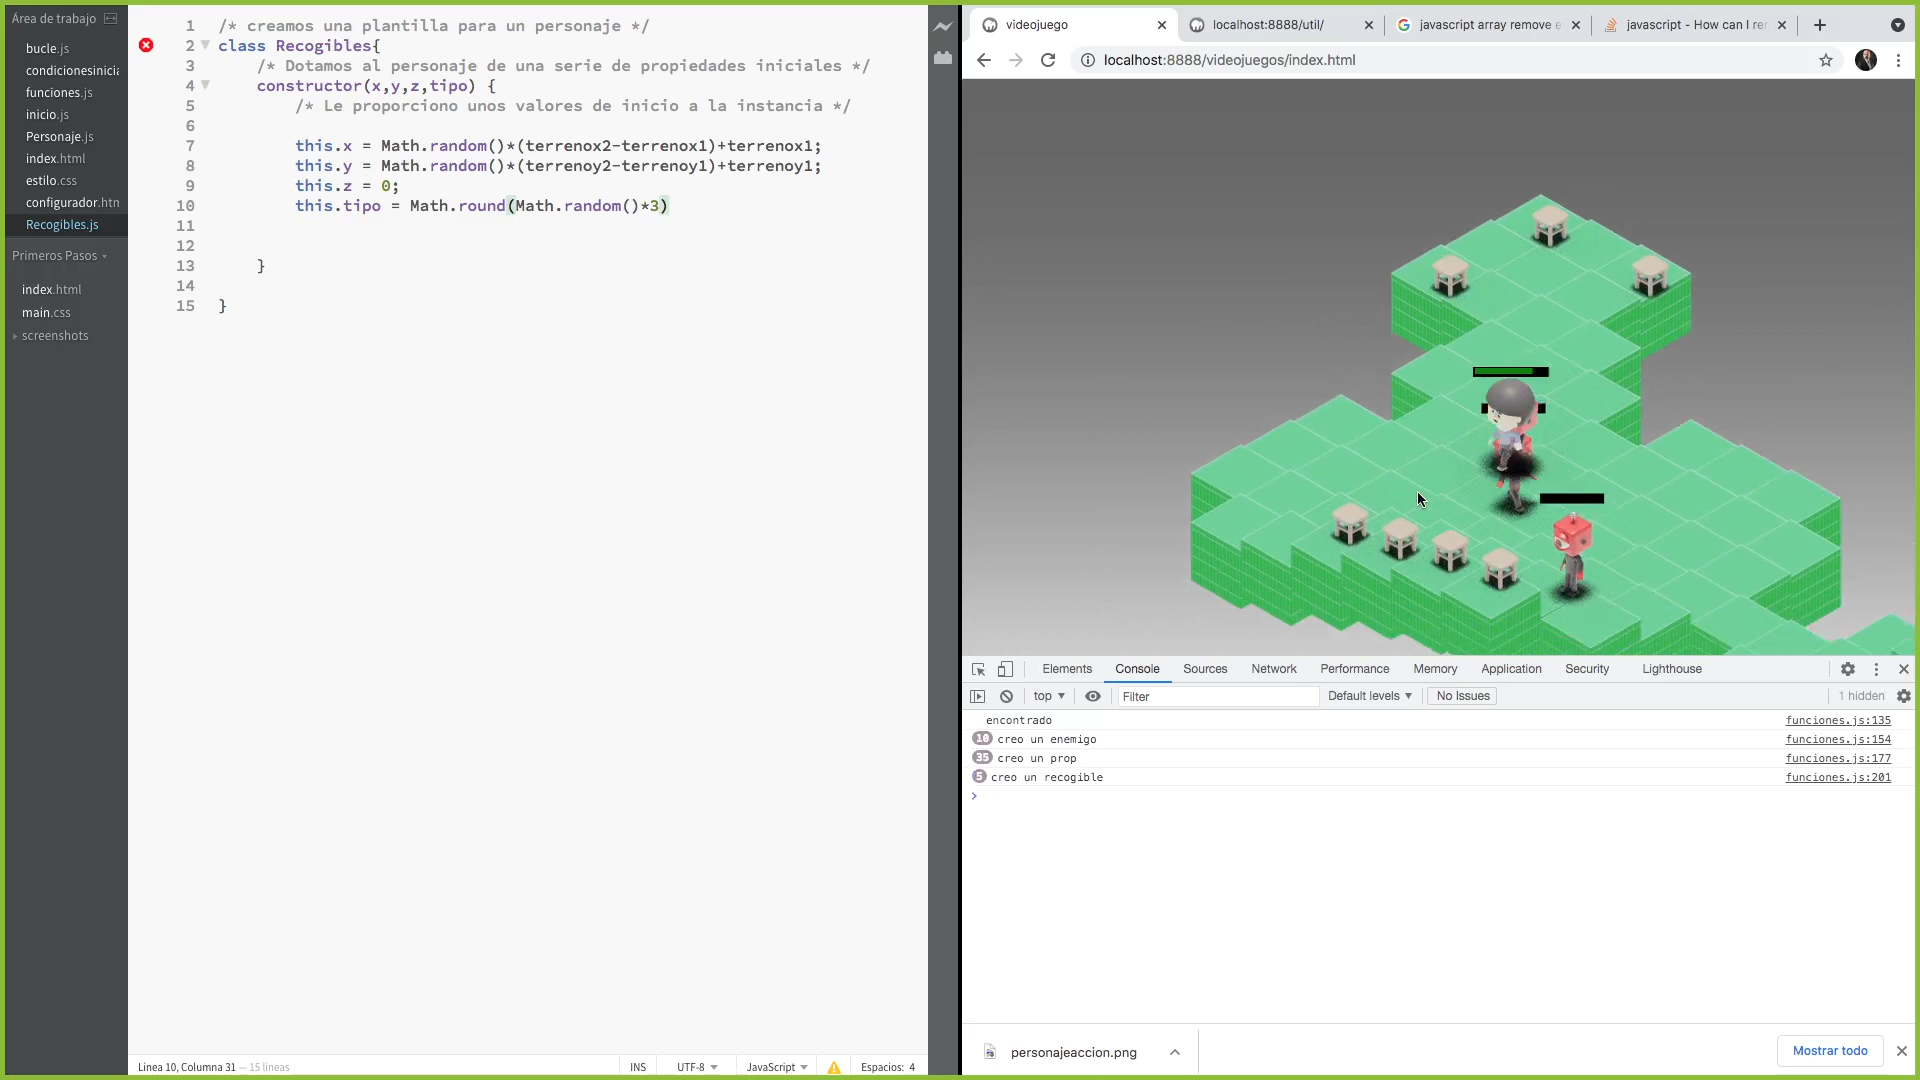 Área de trabajo
bucle.js
condicionesinicia
funciones.js
inicio.js
Personaje.js
index.html
estilo.css
configurador.htm
Recogibles.js
Primeros Pasos
index.html
main.css
screenshots
1 /* creamos una plantilla para un personaje */
2 class Recogibles{
3 /* Dotamos al personaje de una serie de propiedades iniciales */
4 constructor(x,y,z,tipo) {
5 /* Le proporciono unos valores de inicio a la instancia */
6
7 this.x = Math.random()*(terrenox2-terrenox1)+terrenox1;
8 this.y = Math.random()*(terrenoy2-terrenoy1)+terrenoy1;
9 this.z = 0;
10 this.tipo = Math.round(Math.random()*3)
11
12
13 }
14
15 }
Línea 10, Columna 31 — 15 líneas
INS UTF-8 JavaScript Espacios: 4
videojuego localhost:8888/util/ javascript array remove e javascript - How can I re
localhost:8888/videojuegos/index.html
Elements Console Sources Network Performance Memory Application Security Lighthouse
top Filter Default levels No Issues 1 hidden
encontrado funciones.js:135
10 creo un enemigo funciones.js:154
35 creo un prop funciones.js:177
5 creo un recogible funciones.js:201
personajeaccion.png Mostrar todo